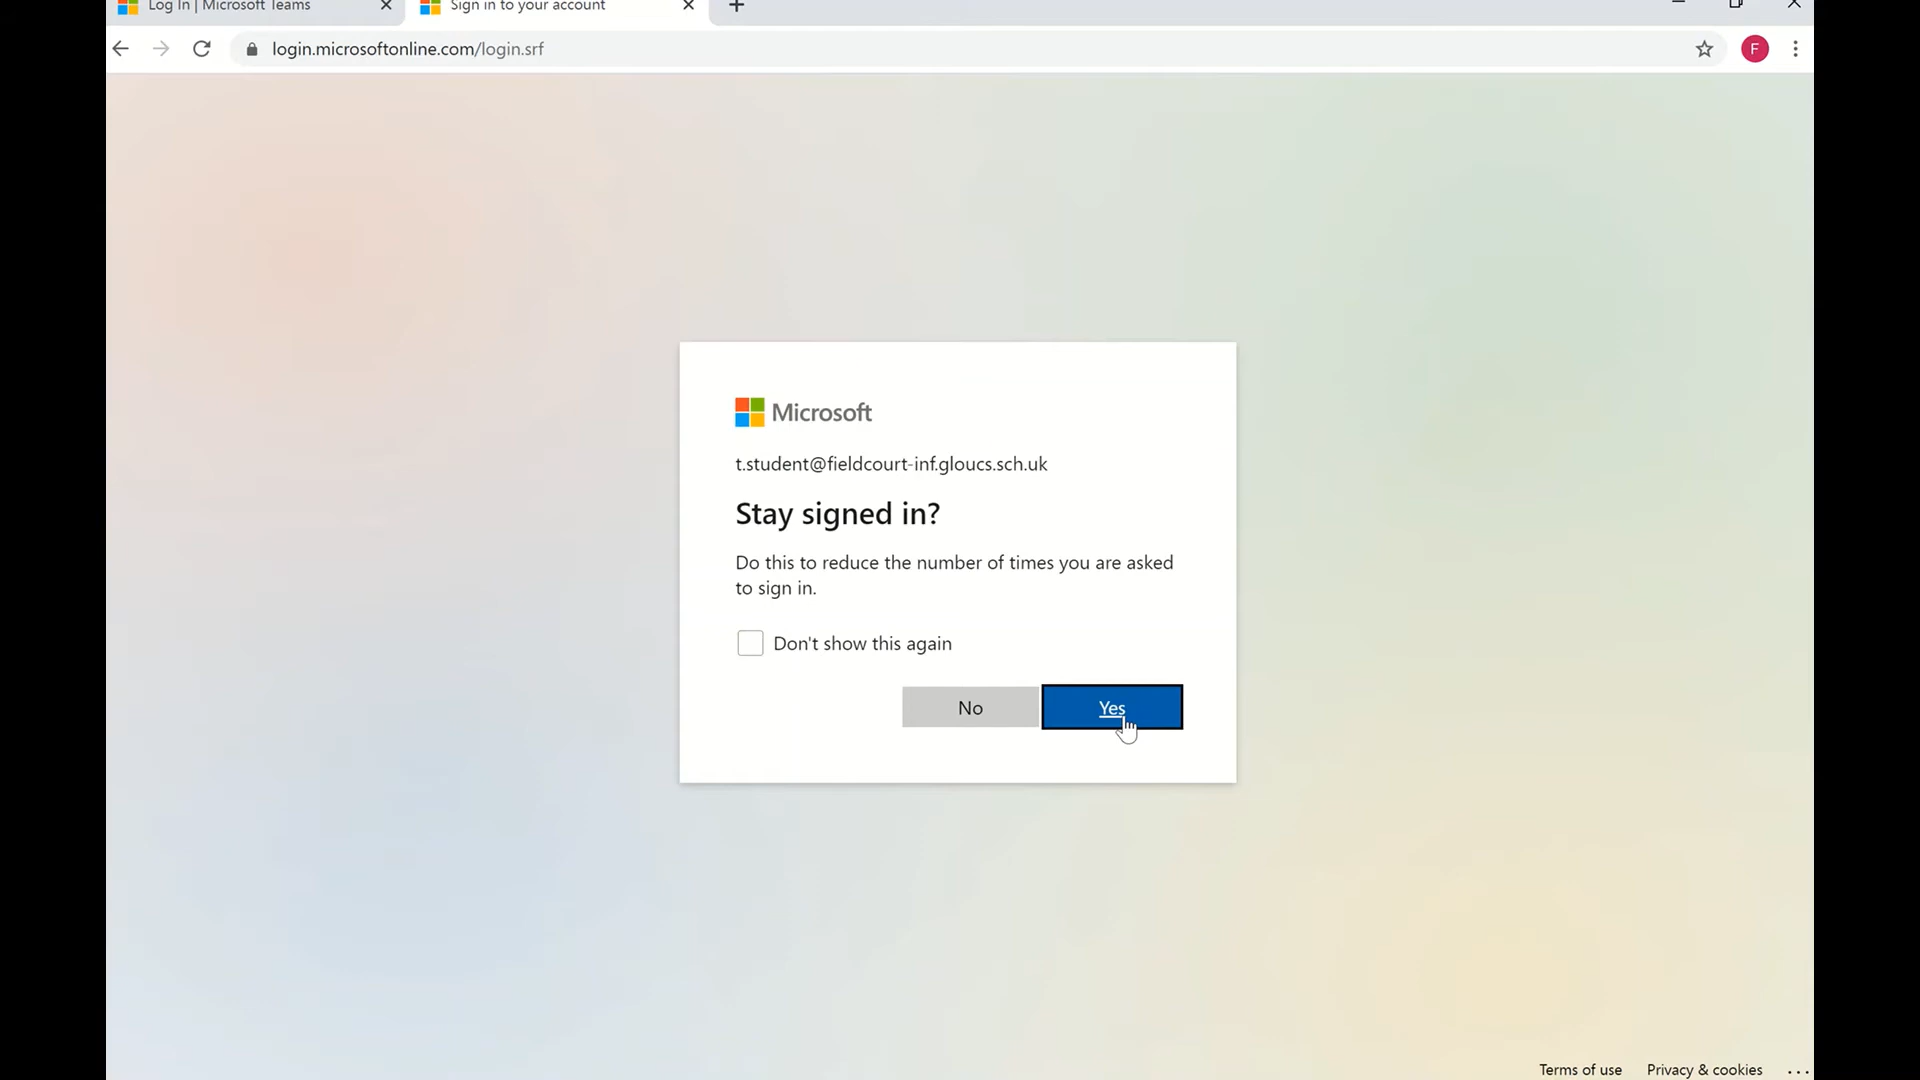 Log In | Microsoft Teams
Sign in to your account
login.microsoftonline.com/login.srf
F
Microsoft
t.student@fieldcourt-inf.gloucs.sch.uk
Stay signed in?
Do this to reduce the number of times you are asked
to sign in.
Don't show this again
No
Yes
Terms of use
Privacy & cookies
...